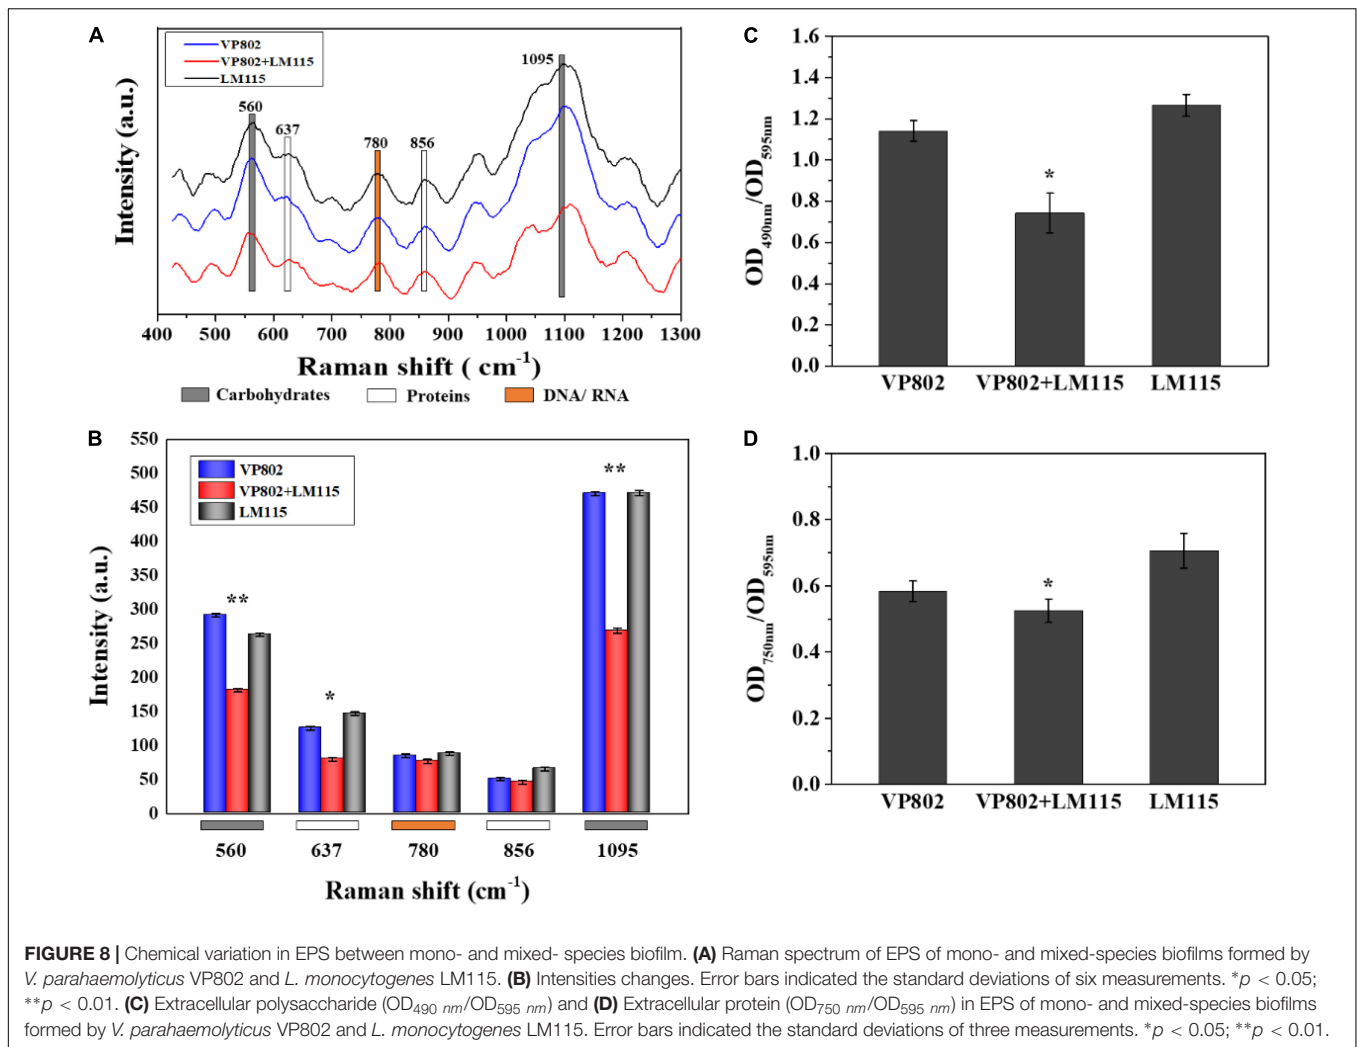 A
VP802
VP802+LM115
LM115
560
637
780
856
1095
Intensity (a.u.)
400 500 600 700 800 900 1000 1100 1200 1300
Raman shift ( cm-1)
Carbohydrates Proteins DNA/ RNA
B
550
500
450
400
350
300
250
200
150
100
50
0
Intensity (a.u.)
VP802
VP802+LM115
LM115
**
*
**
560 637 780 856 1095
Raman shift (cm-1)
C
1.6
1.4
1.2
1.0
0.8
0.6
0.4
0.2
0.0
OD490nm/OD595nm
*
VP802 VP802+LM115 LM115
D
1.0
0.8
0.6
0.4
0.2
0.0
OD750nm/OD595nm
*
VP802 VP802+LM115 LM115
FIGURE 8 | Chemical variation in EPS between mono- and mixed- species biofilm. (A) Raman spectrum of EPS of mono- and mixed-species biofilms formed by
V. parahaemolyticus VP802 and L. monocytogenes LM115. (B) Intensities changes. Error bars indicated the standard deviations of six measurements. *p < 0.05;
**p < 0.01. (C) Extracellular polysaccharide (OD490 nm/OD595 nm) and (D) Extracellular protein (OD750 nm/OD595 nm) in EPS of mono- and mixed-species biofilms
formed by V. parahaemolyticus VP802 and L. monocytogenes LM115. Error bars indicated the standard deviations of three measurements. *p < 0.05; **p < 0.01.